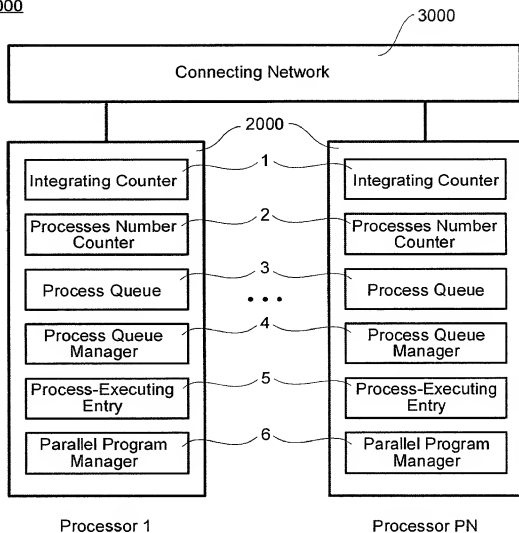 000
3000
Connecting Network
2000
1
Integrating Counter
Integrating Counter
2
Processes Number
Counter
Processes Number
Counter
3
Process Queue
Process Queue
...
4
Process Queue
Manager
Process Queue
Manager
5
Process-Executing
Entry
Process-Executing
Entry
6
Parallel Program
Manager
Parallel Program
Manager
Processor 1
Processor PN